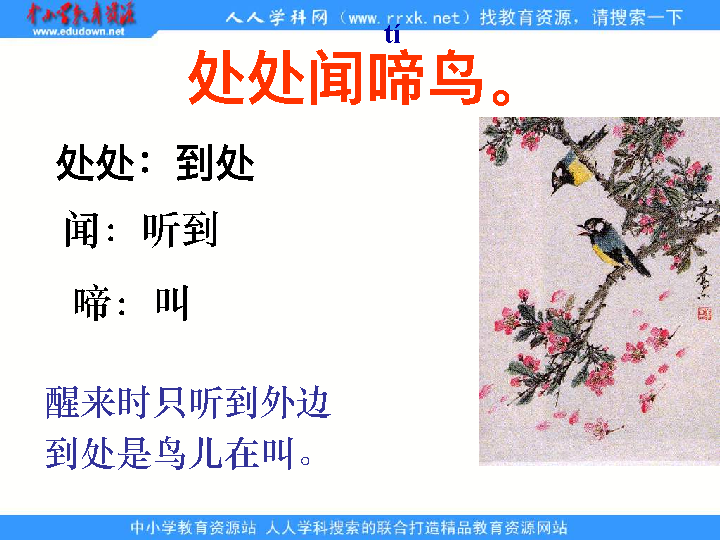 中小学教育资源
www.edudown.net
人人学科网（www.rrxk.net）找教育资源，请搜索一下
tí
处处闻啼鸟。
处处：到处
闻：听到
啼：叫
醒来时只听到外边
到处是鸟儿在叫。
中小学教育资源站 人人学科搜索的联合打造精品教育资源网站